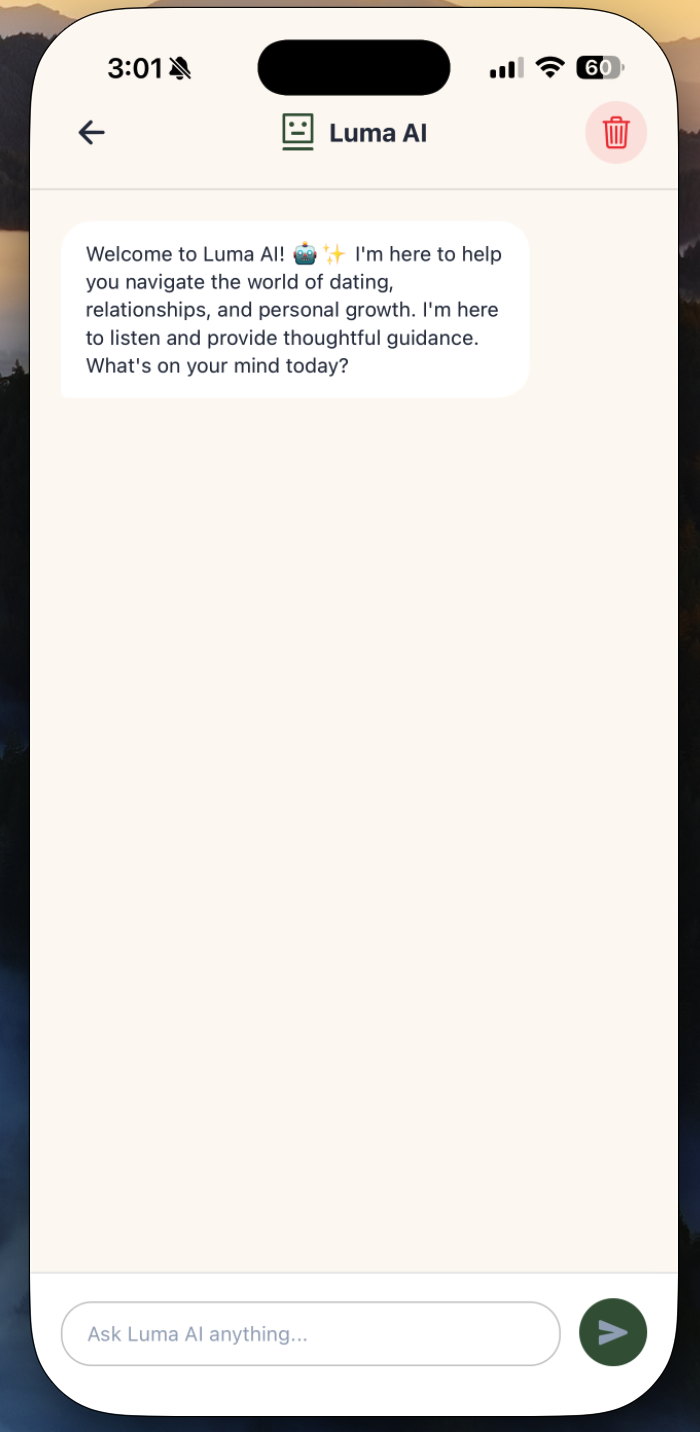 3:01
60
Luma AI
Welcome to Luma AI! 🤖✨ I'm here to help
you navigate the world of dating,
relationships, and personal growth. I'm here
to listen and provide thoughtful guidance.
What's on your mind today?
Ask Luma AI anything...